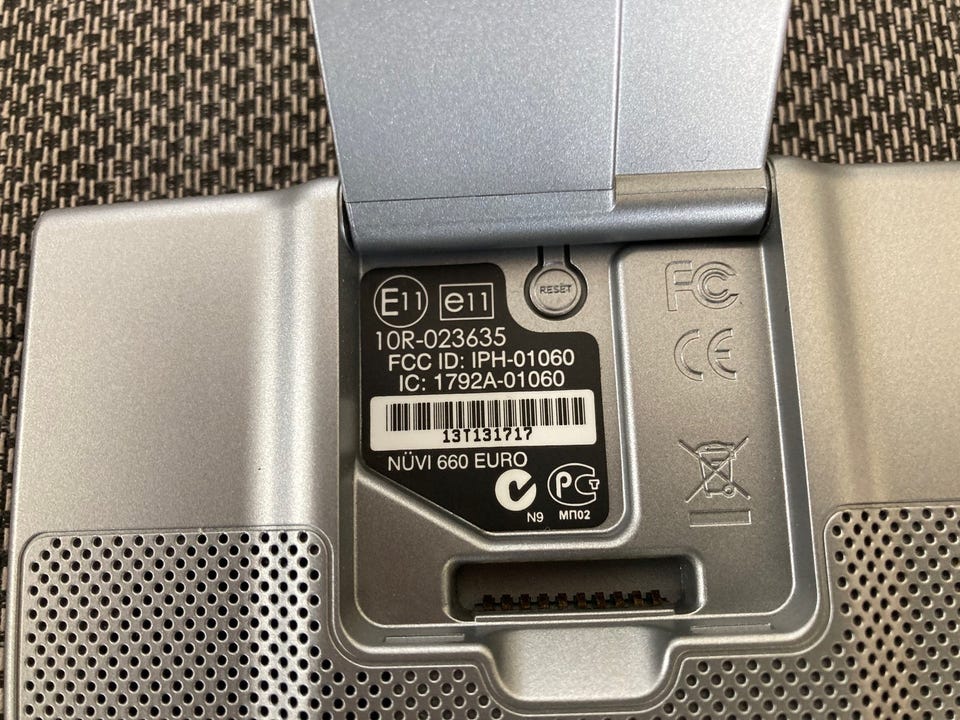 RESET
E11 e11
10R-023635
FCC ID: IPH-01060
IC: 1792A-01060
13T131717
NÜVI 660 EURO
N9
РСТ
МП02
FC
CE